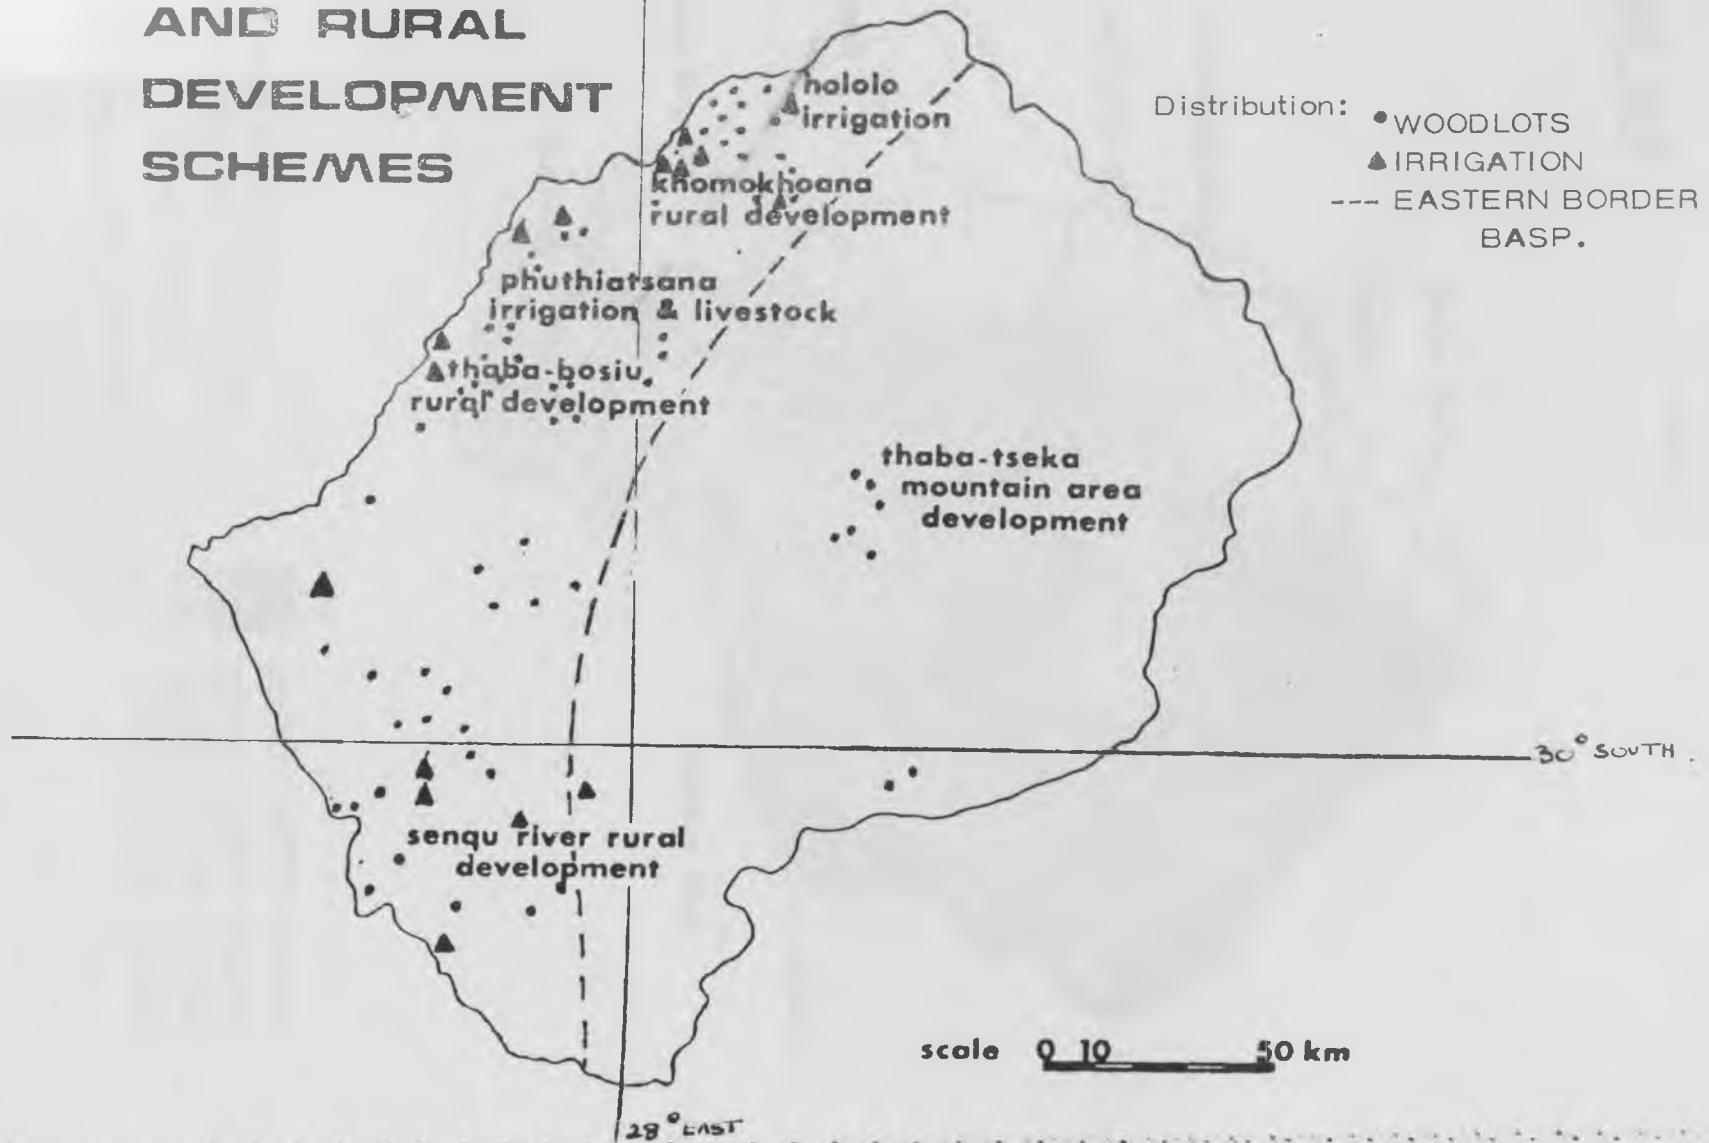 AND RURAL
DEVELOPMENT
SCHEMES
Distribution:
WOODLOTS
IRRIGATION
--- EASTERN BORDER
BASP.
hololo
irrigation
khomokhoana
rural development
phuthiatsana
irrigation & livestock
thaba-bosiu
rural development
thaba-tseka
mountain area
development
30° SOUTH.
senqu river rural
development
scale 0 10 50 km
28° EAST